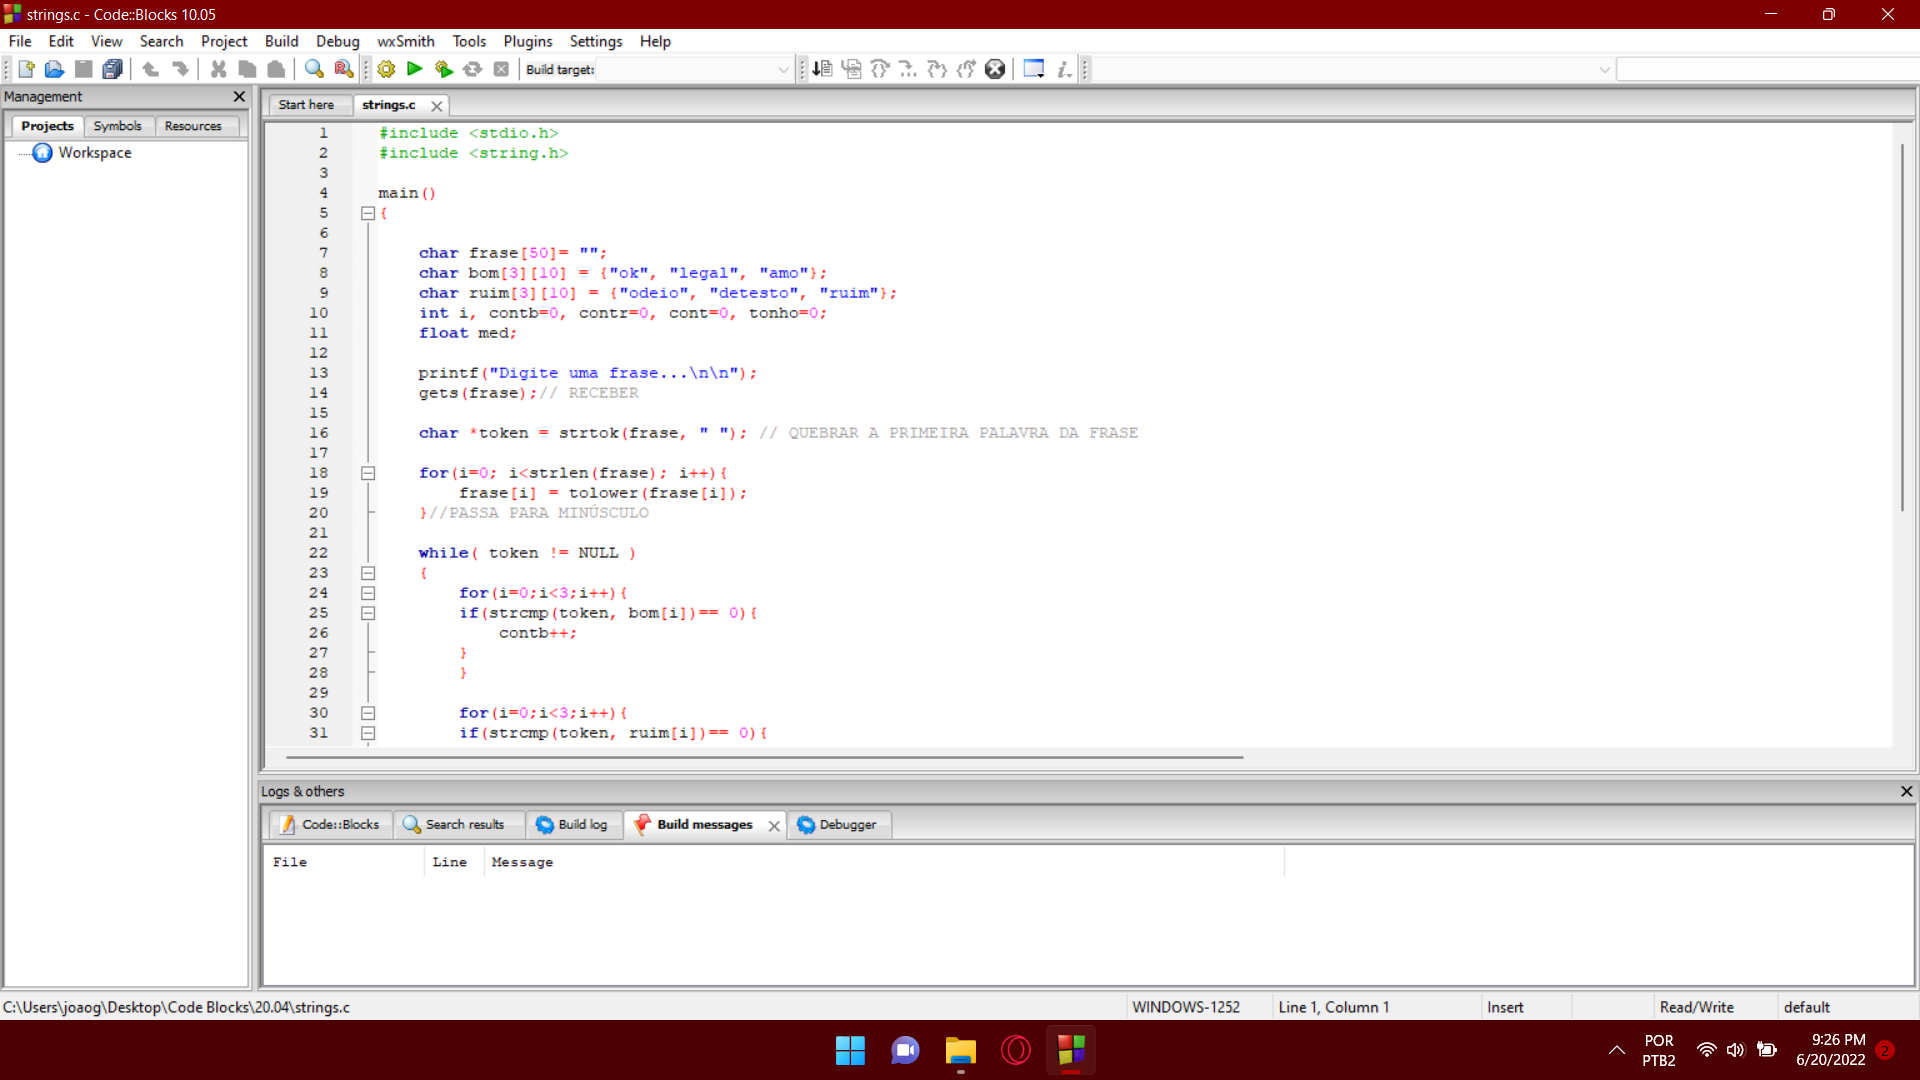 strings.c - Code::Blocks 10.05
File Edit View Search Project Build Debug wxSmith Tools Plugins Settings Help
Build target:
Management
Projects Symbols Resources
Workspace
Start here strings.c
1 #include <stdio.h>
2 #include <string.h>
3
4 main()
5 {
6
7 char frase[50]= "";
8 char bom[3][10] = {"ok", "legal", "amo"};
9 char ruim[3][10] = {"odeio", "detesto", "ruim"};
10 int i, contb=0, contr=0, cont=0, tonho=0;
11 float med;
12
13 printf("Digite uma frase...\n\n");
14 gets(frase);// RECEBER
15
16 char *token = strtok(frase, " "); // QUEBRAR A PRIMEIRA PALAVRA DA FRASE
17
18 for(i=0; i<strlen(frase); i++){
19 frase[i] = tolower(frase[i]);
20 }//PASSA PARA MINÚSCULO
21
22 while( token != NULL )
23 {
24 for(i=0;i<3;i++){
25 if(strcmp(token, bom[i])== 0){
26 contb++;
27 }
28 }
29
30 for(i=0;i<3;i++){
31 if(strcmp(token, ruim[i])== 0){
Logs & others
Code::Blocks Search results Build log Build messages Debugger
File Line Message
C:\Users\joaog\Desktop\Code Blocks\20.04\strings.c WINDOWS-1252 Line 1, Column 1 Insert Read/Write default
POR
PTB2
9:26 PM
6/20/2022
2